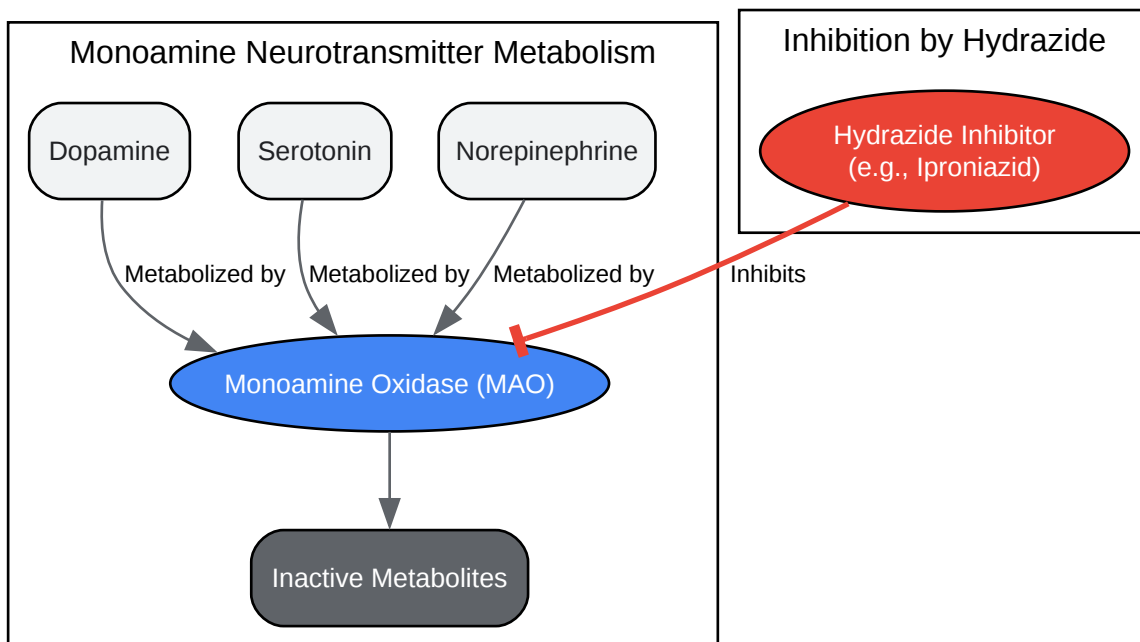 Monoamine Neurotransmitter Metabolism
Inhibition by Hydrazide
Dopamine
Serotonin
Norepinephrine
Hydrazide Inhibitor
(e.g., Iproniazid)
Metabolized by
Metabolized by
Metabolized by
Inhibits
Monoamine Oxidase (MAO)
Inactive Metabolites